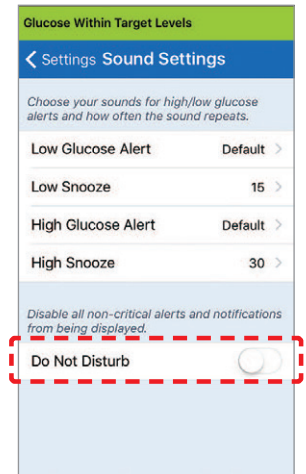 Glucose Within Target Levels
Settings Sound Settings
Choose your sounds for high/low glucose
alerts and how often the sound repeats.
Low Glucose Alert Default
Low Snooze 15
High Glucose Alert Default
High Snooze 30
Disable all non-critical alerts and notifications
from being displayed.
Do Not Disturb